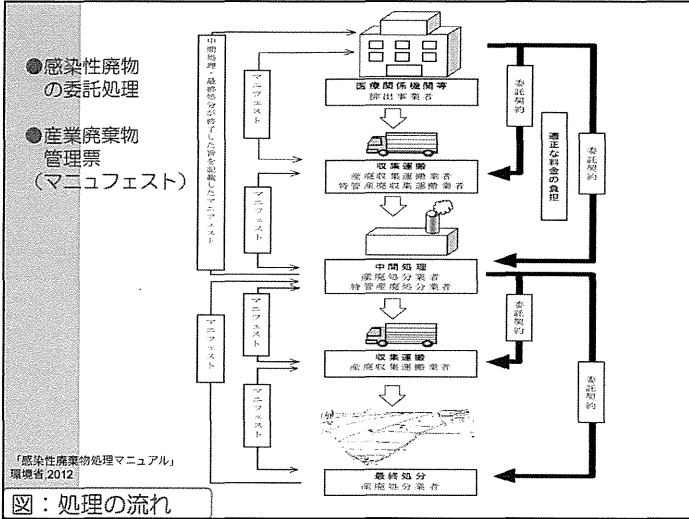 ●感染性廃物
の委託処理
●産業廃棄物
管理票
（マニュフェスト）
中間処理・最終処分が終了した旨を記載したマニフェスト
マニフェスト
医療関係機関等
排出事業者
委託契約
適正な料金の負担
委託契約
収集運搬
産廃収集運搬業者
特管産廃収集運搬業者
マニフェスト
中間処理
産廃処分業者
特管産廃処分業者
マニフェスト
マニフェスト
委託契約
委託契約
収集運搬
産廃収集運搬業者
マニフェスト
最終処分
産廃処分業者
「感染性廃棄物処理マニュアル」
環境省,2012
図：処理の流れ